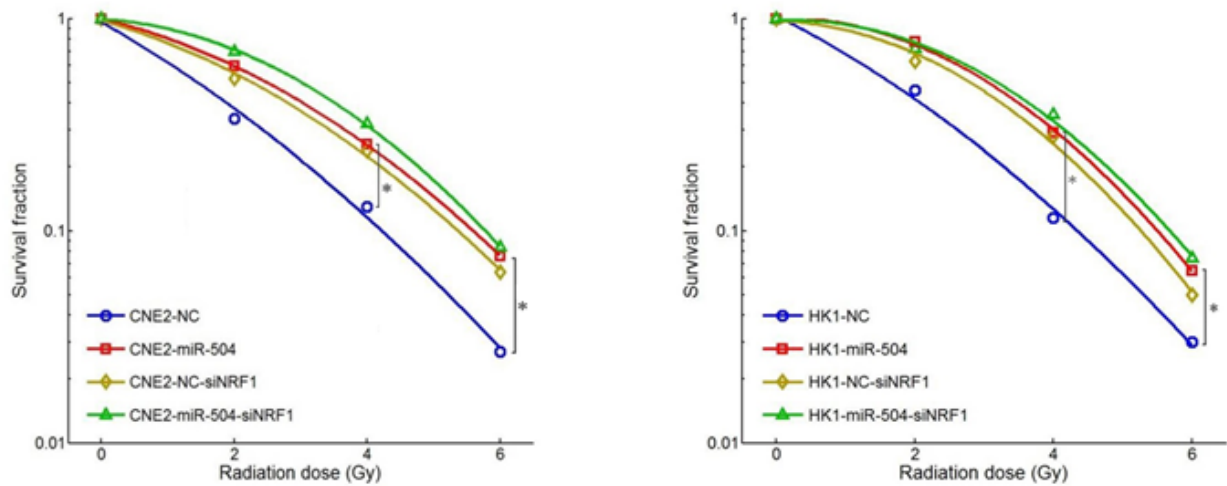 1
0.1
0.01
Survival fraction
*
*
CNE2-NC
CNE2-miR-504
CNE2-NC-siNRF1
CNE2-miR-504-siNRF1
0 2 4 6
Radiation dose (Gy)
1
0.1
0.01
Survival fraction
*
*
HK1-NC
HK1-miR-504
HK1-NC-siNRF1
HK1-miR-504-siNRF1
0 2 4 6
Radiation dose (Gy)